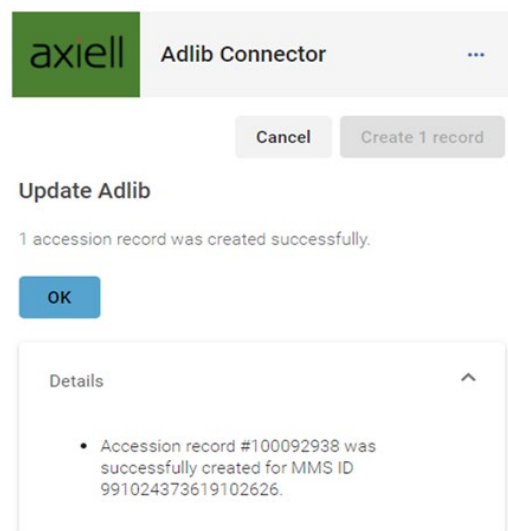 axiell Adlib Connector ...
Cancel Create 1 record
Update Adlib
1 accession record was created successfully.
OK
Details
• Accession record #100092938 was
successfully created for MMS ID
991024373619102626.